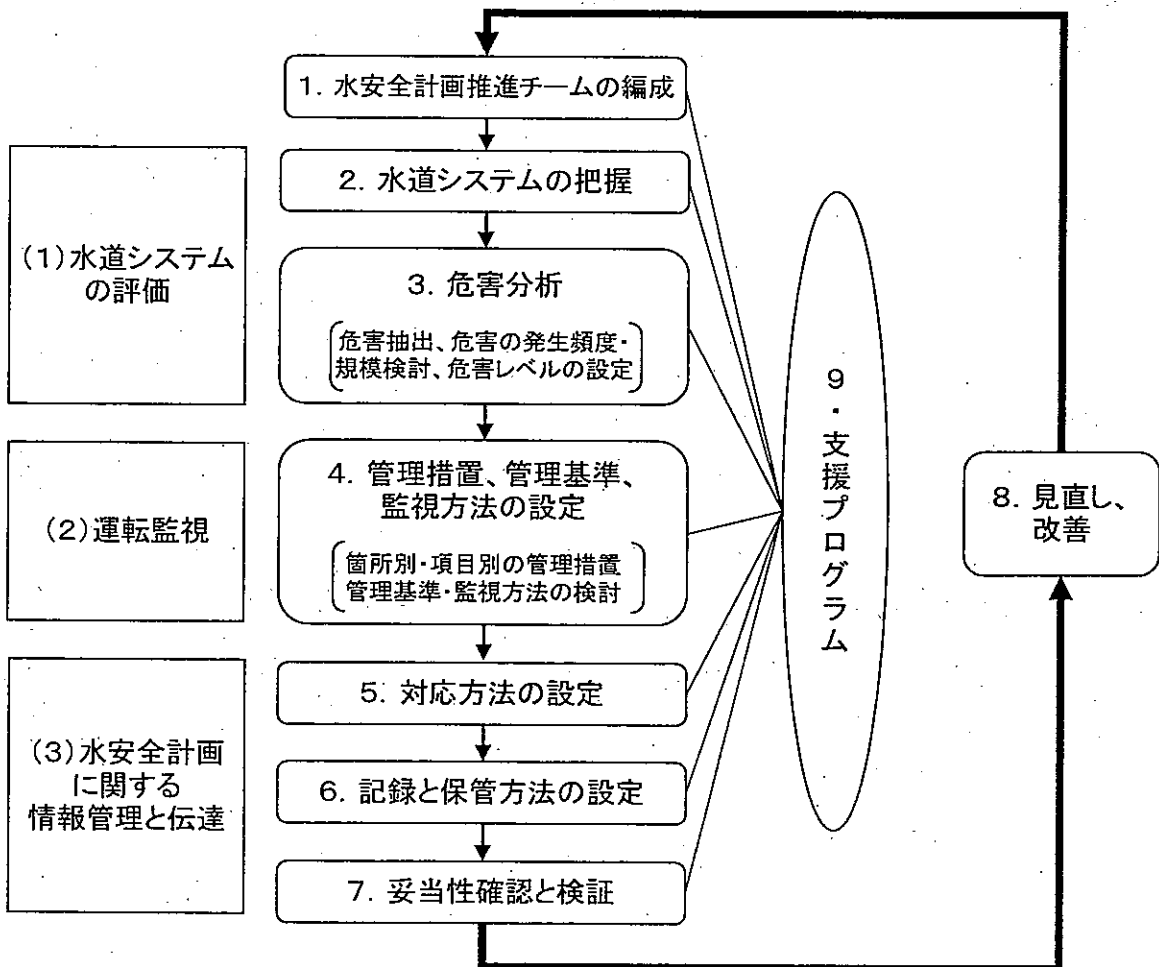 1. 水安全計画推進チームの編成
2. 水道システムの把握
(1)水道システム
の評価
3. 危害分析
危害抽出、危害の発生頻度・
規模検討、危害レベルの設定
(2)運転監視
4. 管理措置、管理基準、
監視方法の設定
箇所別・項目別の管理措置
管理基準・監視方法の検討
(3)水安全計画
に関する
情報管理と伝達
5. 対応方法の設定
6. 記録と保管方法の設定
7. 妥当性確認と検証
9・支援プログラム
8. 見直し、
改善